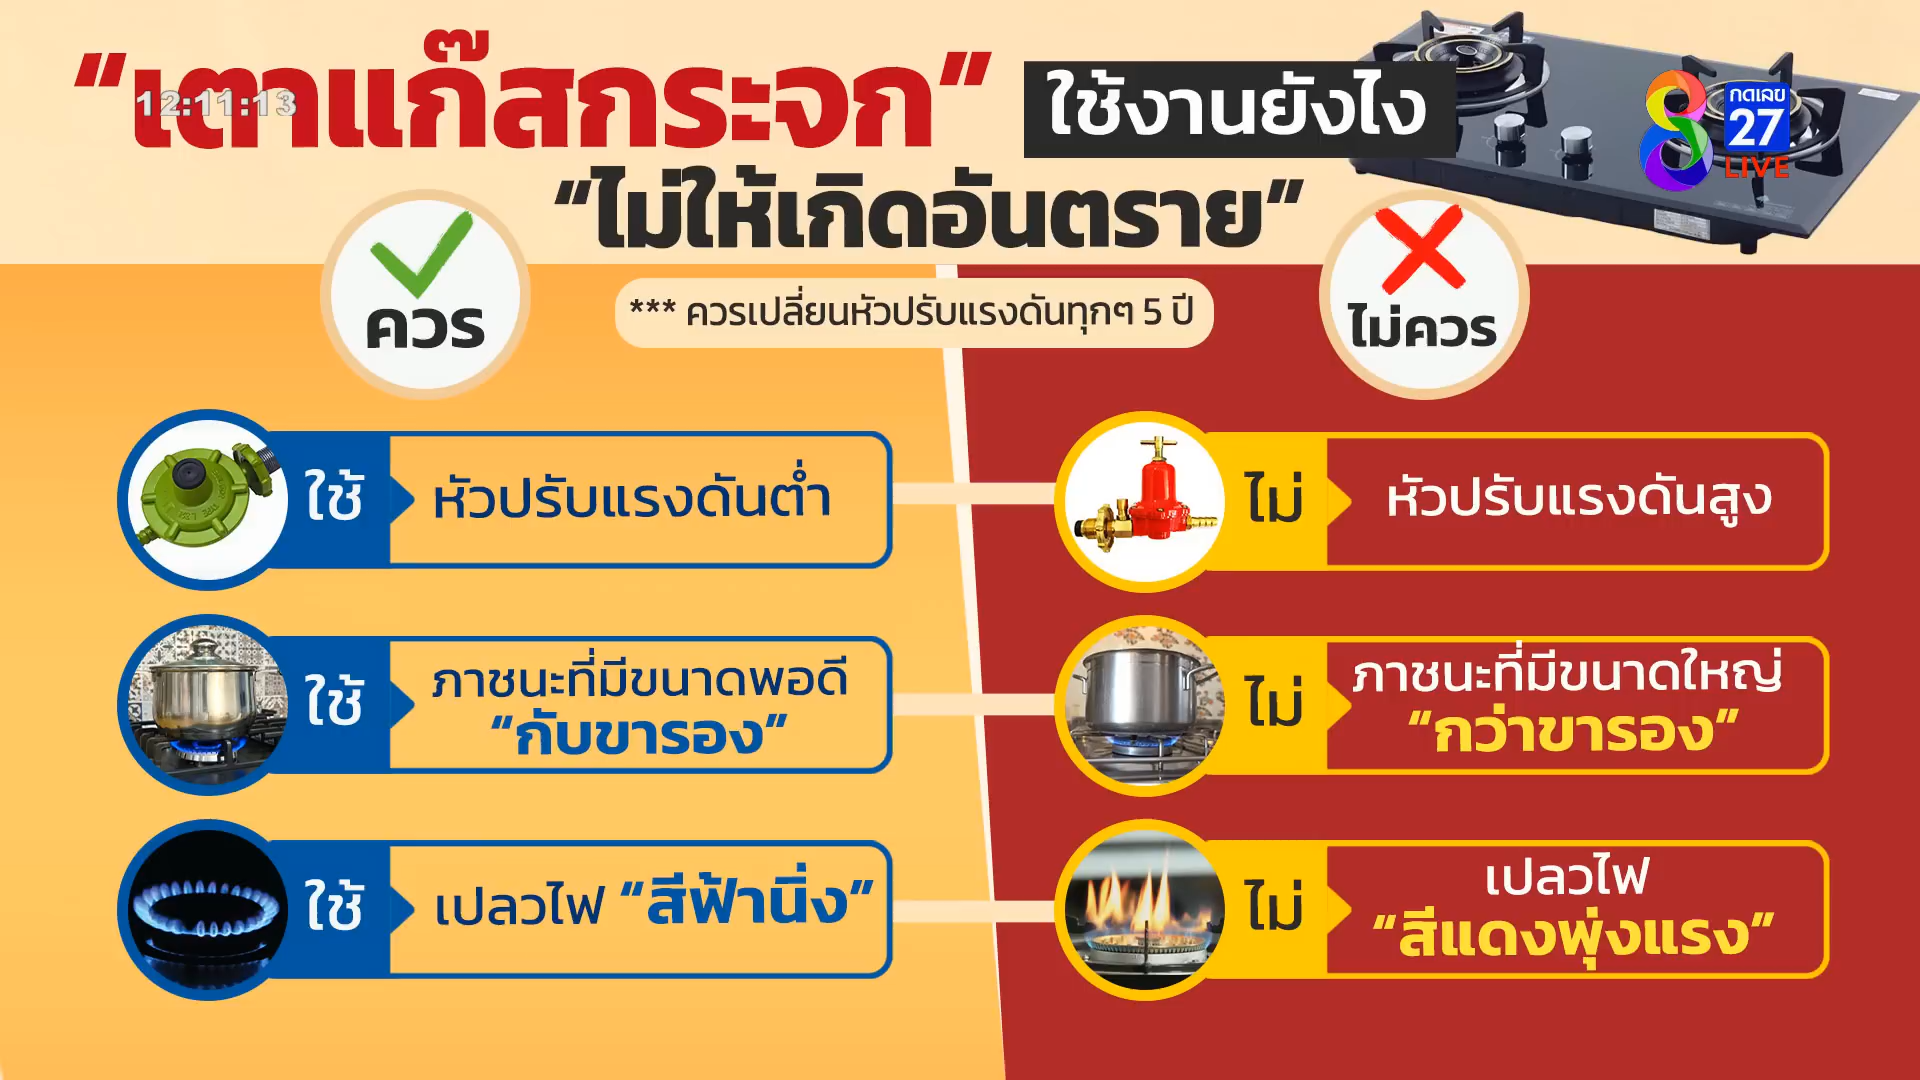 “เตาแก๊สกระจก” ใช้งานยังไง
12:11:13
กดเลข
27
LIVE
“ไม่ให้เกิดอันตราย”
ควร
*** ควรเปลี่ยนหัวปรับแรงดันทุกๆ 5 ปี
ไม่ควร
ใช้ หัวปรับแรงดันต่ำ
ไม่ หัวปรับแรงดันสูง
ใช้ ภาชนะที่มีขนาดพอดี
“กับขารอง”
ไม่ ภาชนะที่มีขนาดใหญ่
“กว่าขารอง”
ใช้ เปลวไฟ “สีฟ้านิ่ง”
ไม่ เปลวไฟ
“สีแดงพุ่งแรง”